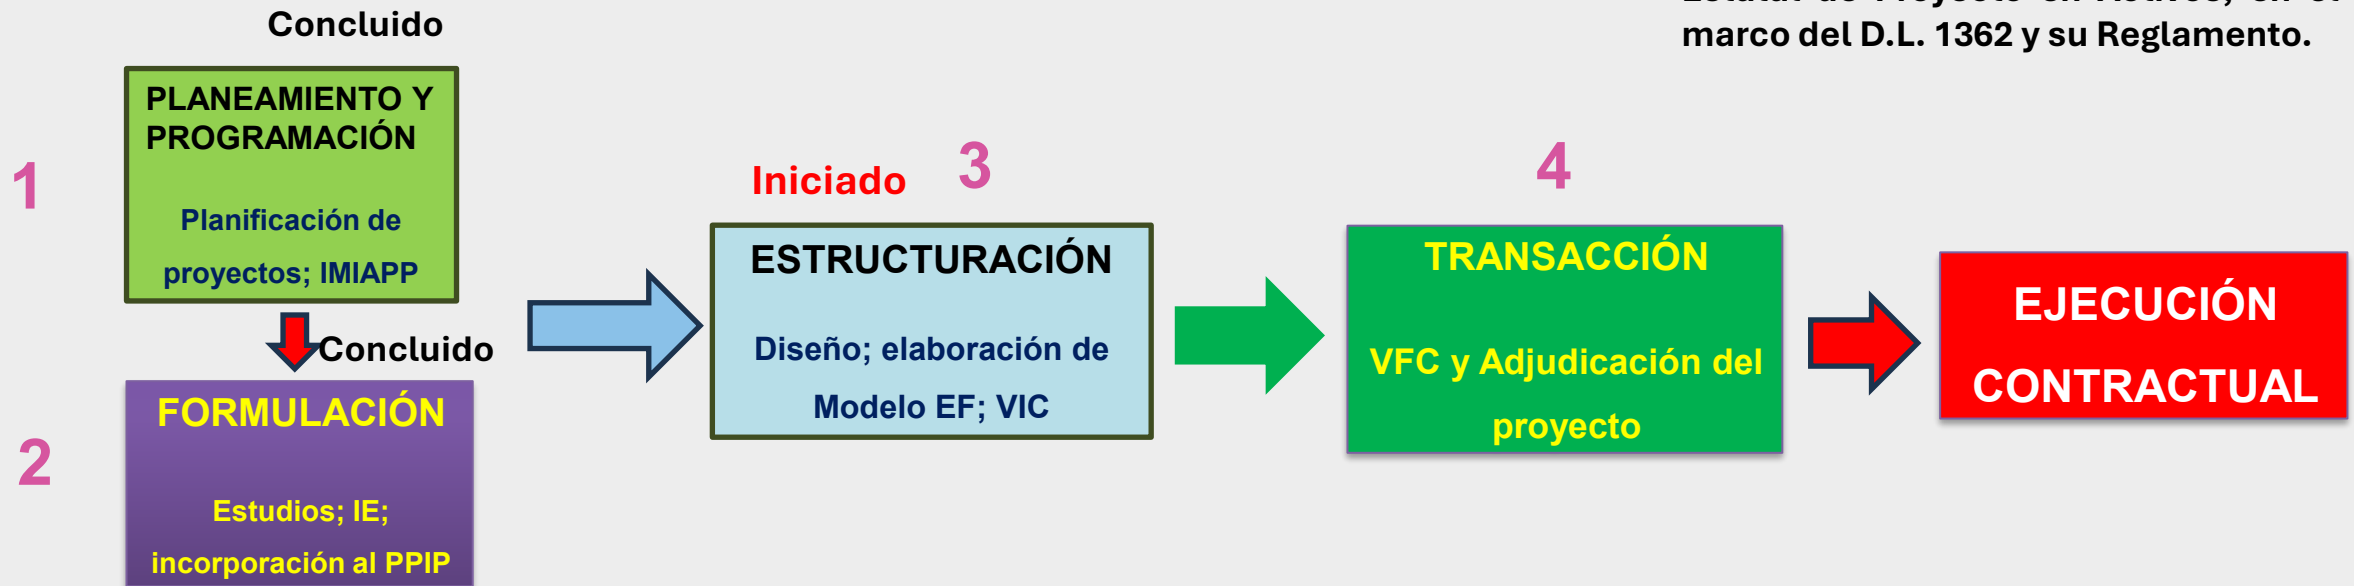 Concluido
marco del D.L. 1362 y su Reglamento.
1
PLANEAMIENTO Y
PROGRAMACIÓN
Planificación de
proyectos; IMIAPP
Concluido
2
FORMULACIÓN
Estudios; IE;
incorporación al PPIP
Iniciado
3
ESTRUCTURACIÓN
Diseño; elaboración de
Modelo EF; VIC
4
TRANSACCIÓN
VFC y Adjudicación del
proyecto
EJECUCIÓN
CONTRACTUAL